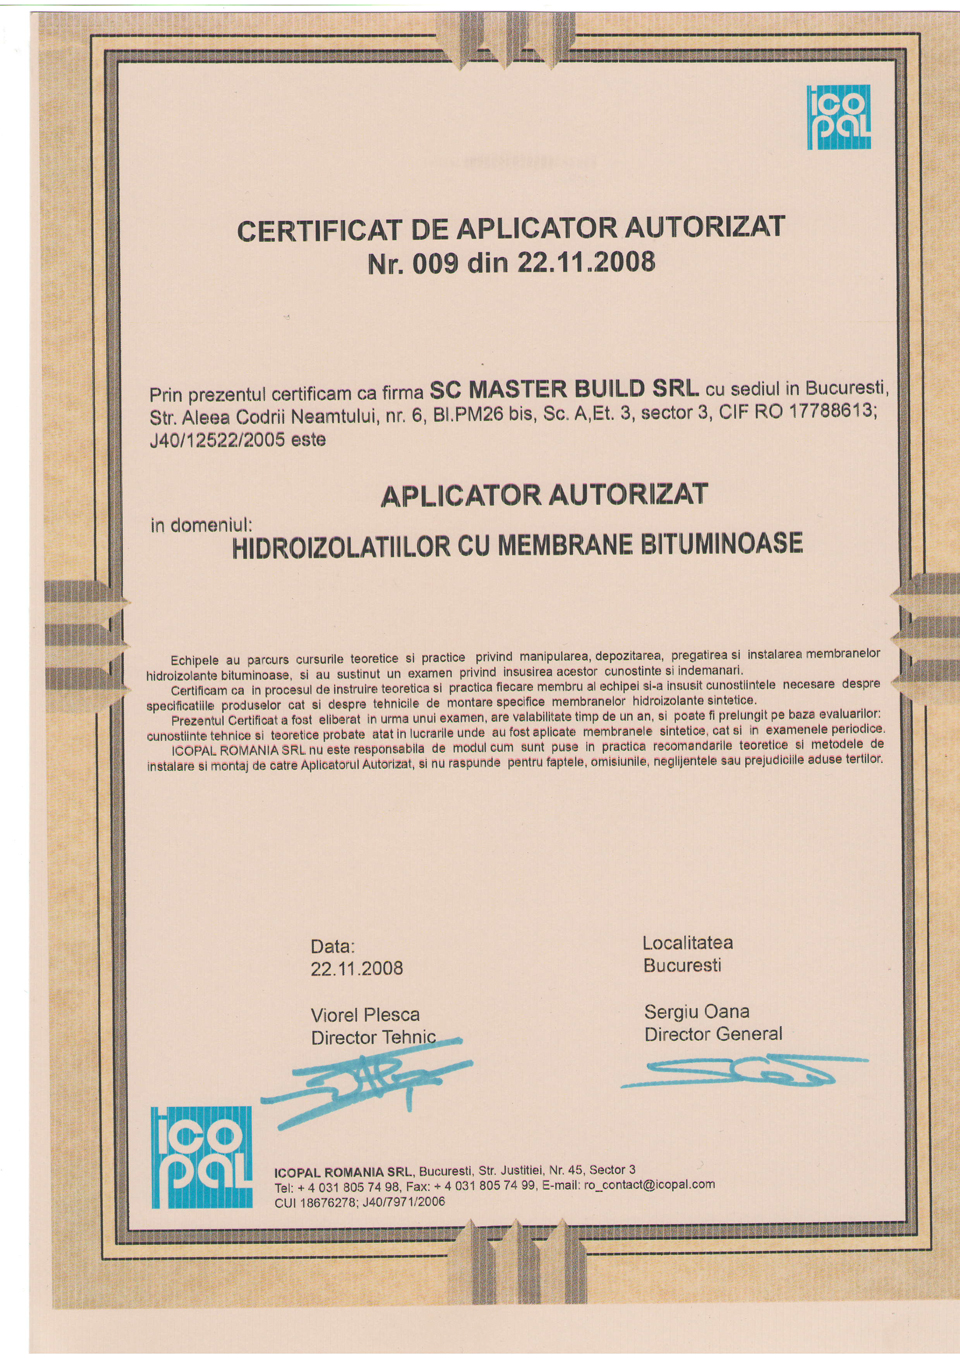 ico
pal
CERTIFICAT DE APLICATOR AUTORIZAT
Nr. 009 din 22.11.2008
Prin prezentul certificam ca firma SC MASTER BUILD SRL cu sediul in Bucuresti,
Str. Aleea Codrii Neamtului, nr. 6, Bl.PM26 bis, Sc. A,Et. 3, sector 3, CIF RO 17788613;
J40/12522/2005 este
APLICATOR AUTORIZAT
in domeniul:
HIDROIZOLATIILOR CU MEMBRANE BITUMINOASE
Echipele au parcurs cursurile teoretice si practice privind manipularea, depozitarea, pregatirea si instalarea membranelor
hidroizolante bituminoase, si au sustinut un examen privind insusirea acestor cunostinte si indemanari.
Certificam ca in procesul de instruire teoretica si practica fiecare membru al echipei si-a insusit cunostiintele necesare despre
specificatiile produselor cat si despre tehnicile de montare specifice membranelor hidroizolante sintetice.
Prezentul Certificat a fost eliberat in urma unui examen, are valabilitate timp de un an, si poate fi prelungit pe baza evaluarilor:
cunostiinte tehnice si teoretice probate atat in lucrarile unde au fost aplicate membranele sintetice, cat si in examenele periodice.
ICOPAL ROMANIA SRL nu este responsabila de modul cum sunt puse in practica recomandarile teoretice si metodele de
instalare si montaj de catre Aplicatorul Autorizat, si nu raspunde pentru faptele, omisiunile, neglijentele sau prejudiciile aduse tertilor.
Data:
22.11.2008
Localitatea
Bucuresti
Viorel Plesca
Director Tehnic
Sergiu Oana
Director General
ico
pal
ICOPAL ROMANIA SRL, Bucuresti, Str. Justitiei, Nr. 45, Sector 3
Tel: + 4 031 805 74 98, Fax: + 4 031 805 74 99, E-mail: ro_contact@icopal.com
CUI 18676278; J40/7971/2006